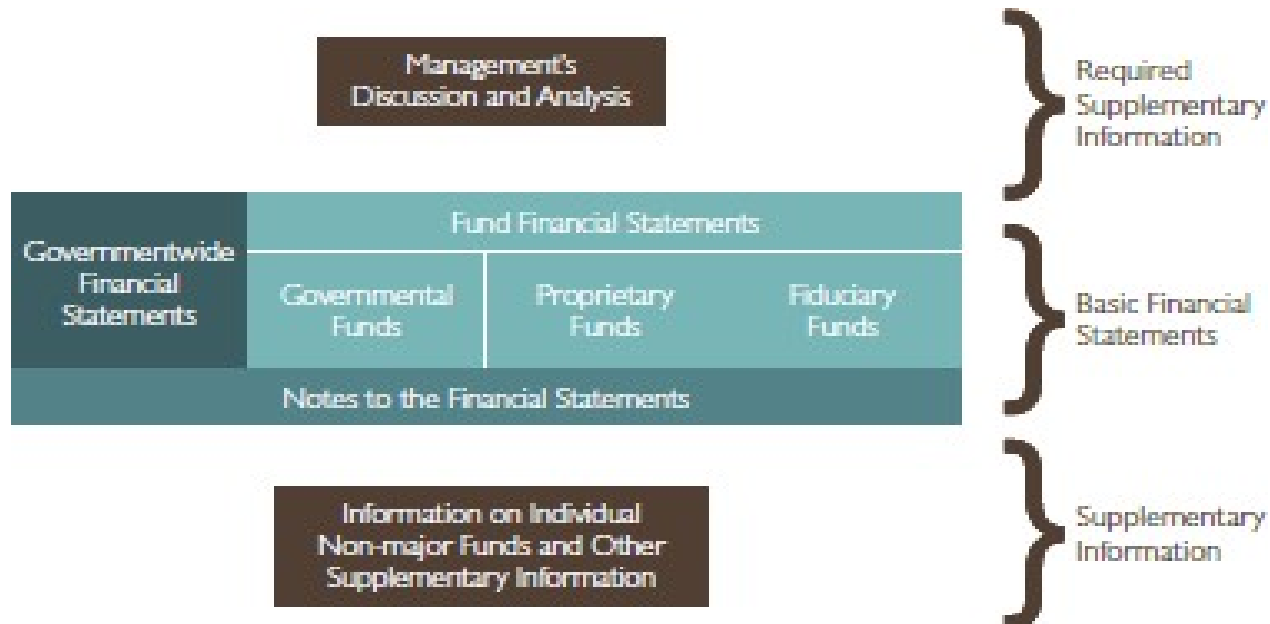 Management's
Discussion and Analysis
Required
Supplementary
Information
Governmentwide
Financial
Statements
Fund Financial Statements
Governmental
Funds
Proprietary
Funds
Fiduciary
Funds
Basic Financial
Statements
Notes to the Financial Statements
Information on Individual
Non-major Funds and Other
Supplementary Information
Supplementary
Information